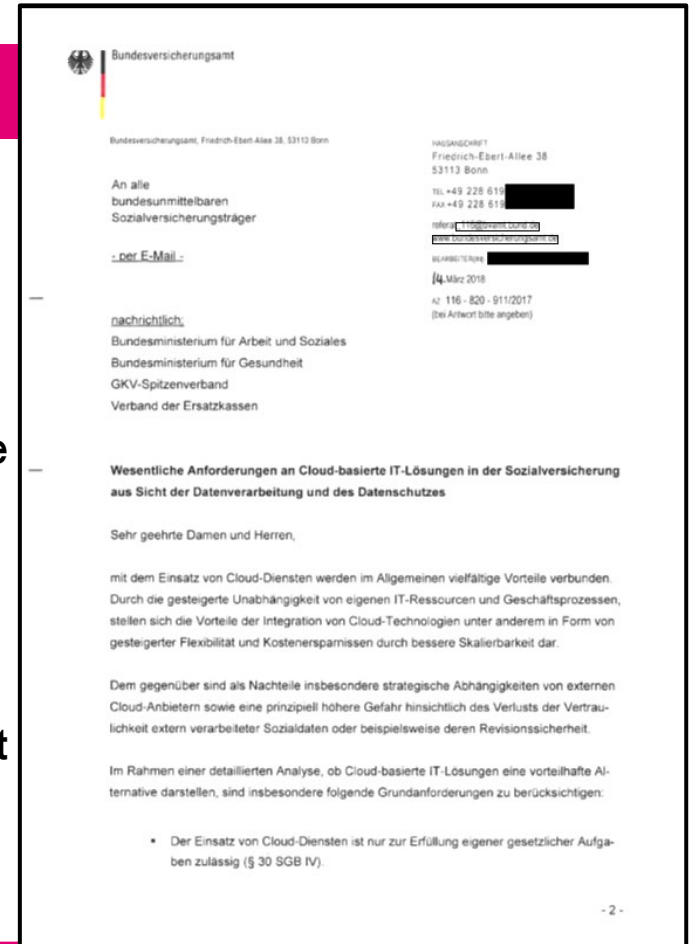 Bundesversicherungsamt
Bundesversicherungsamt, Friedrich-Ebert-Allee 38, 53113 Bonn
An alle
bundesunmittelbaren
Sozialversicherungsträger
- per E-Mail -
HAUSANSCHRIFT
Friedrich-Ebert-Allee 38
53113 Bonn
TEL +49 228 619
FAX +49 228 619
referat_116@bvamt.bund.de
www.bundesversicherungsamt.de
BEARBEITER(IN)
14. März 2018
AZ 116 - 820 - 911/2017
(bei Antwort bitte angeben)
nachrichtlich:
Bundesministerium für Arbeit und Soziales
Bundesministerium für Gesundheit
GKV-Spitzenverband
Verband der Ersatzkassen
e
Wesentliche Anforderungen an Cloud-basierte IT-Lösungen in der Sozialversicherung
aus Sicht der Datenverarbeitung und des Datenschutzes
Sehr geehrte Damen und Herren,
mit dem Einsatz von Cloud-Diensten werden im Allgemeinen vielfältige Vorteile verbunden.
Durch die gesteigerte Unabhängigkeit von eigenen IT-Ressourcen und Geschäftsprozessen,
stellen sich die Vorteile der Integration von Cloud-Technologien unter anderem in Form von
gesteigerter Flexibilität und Kostenersparnissen durch bessere Skalierbarkeit dar.
Dem gegenüber sind als Nachteile insbesondere strategische Abhängigkeiten von externen
Cloud-Anbietern sowie eine prinzipiell höhere Gefahr hinsichtlich des Verlusts der Vertrau-
lichkeit extern verarbeiteter Sozialdaten oder beispielsweise deren Revisionssicherheit.
t
Im Rahmen einer detaillierten Analyse, ob Cloud-basierte IT-Lösungen eine vorteilhafte Al-
ternative darstellen, sind insbesondere folgende Grundanforderungen zu berücksichtigen:
▪ Der Einsatz von Cloud-Diensten ist nur zur Erfüllung eigener gesetzlicher Aufga-
ben zulässig (§ 30 SGB IV).
- 2 -